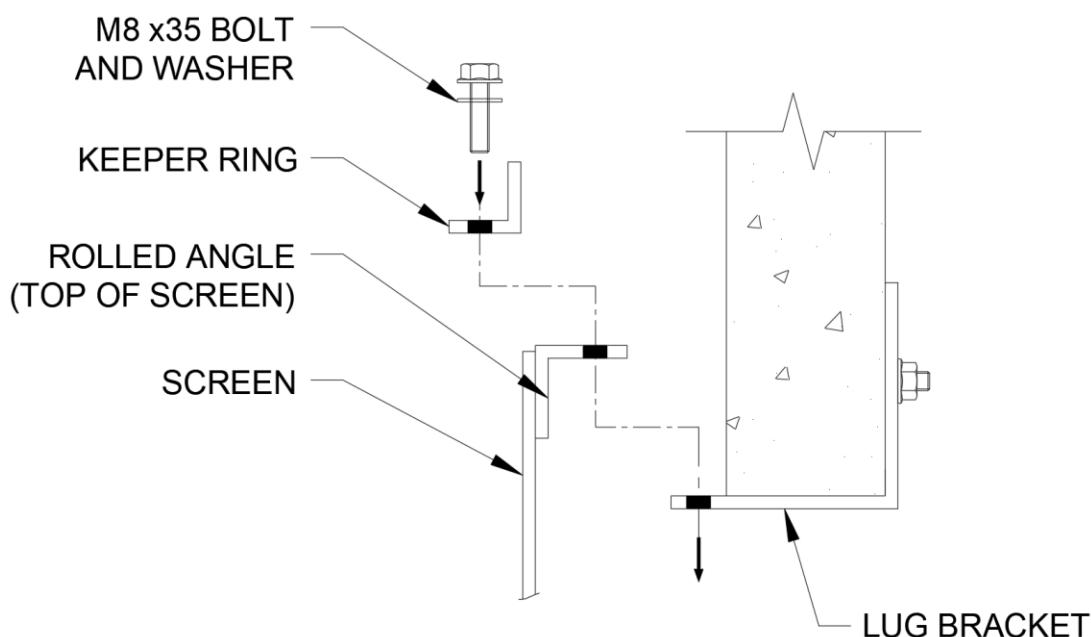 M8 x35 BOLT
AND WASHER
KEEPER RING
ROLLED ANGLE
(TOP OF SCREEN)
SCREEN
LUG BRACKET